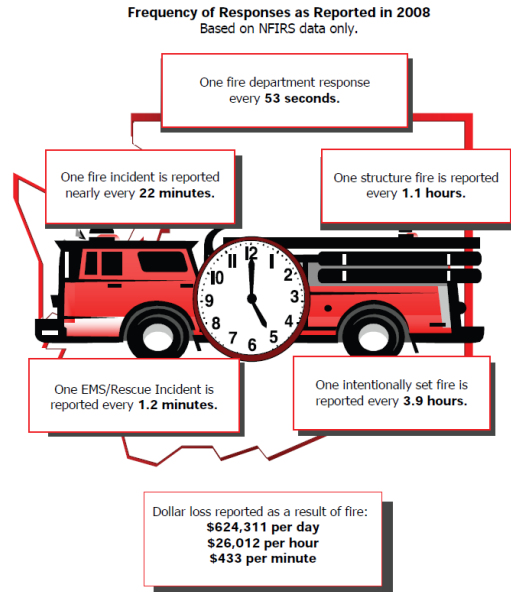 Frequency of Responses as Reported in 2008
Based on NFIRS data only.
One fire department response
every 53 seconds.
One fire incident is reported
nearly every 22 minutes.
One structure fire is reported
every 1.1 hours.
12
11
10
9
8
7
6
5
4
3
2
One EMS/Rescue Incident is
reported every 1.2 minutes.
One intentionally set fire is
reported every 3.9 hours.
Dollar loss reported as a result of fire:
$624,311 per day
$26,012 per hour
$433 per minute